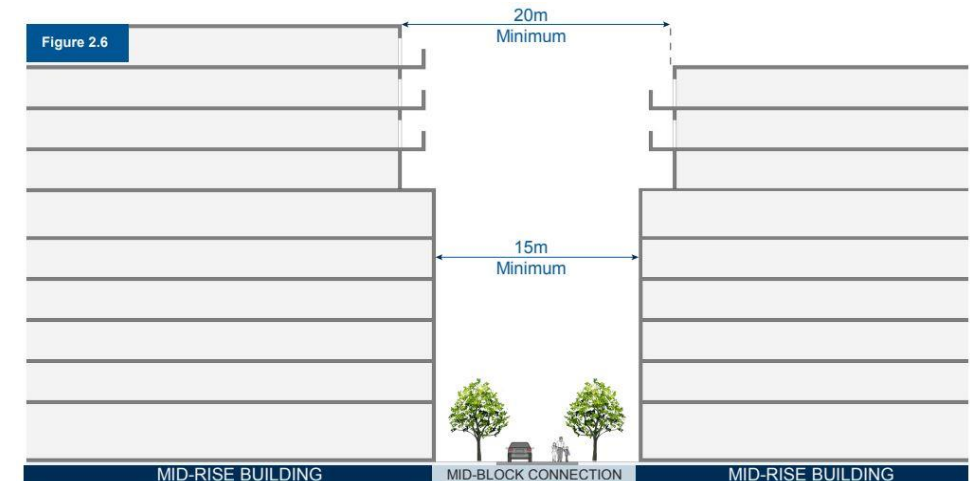 Figure 2.6
20m
Minimum
15m
Minimum
MID-RISE BUILDING
MID-BLOCK CONNECTION
MID-RISE BUILDING